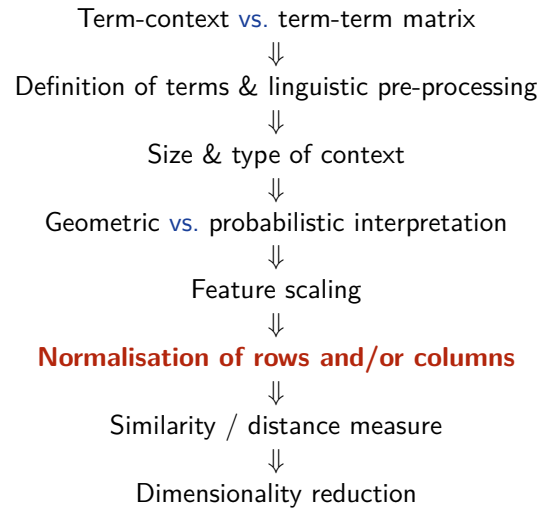 Term-context vs. term-term matrix
⇓
Definition of terms & linguistic pre-processing
⇓
Size & type of context
⇓
Geometric vs. probabilistic interpretation
⇓
Feature scaling
⇓
Normalisation of rows and/or columns
⇓
Similarity / distance measure
⇓
Dimensionality reduction